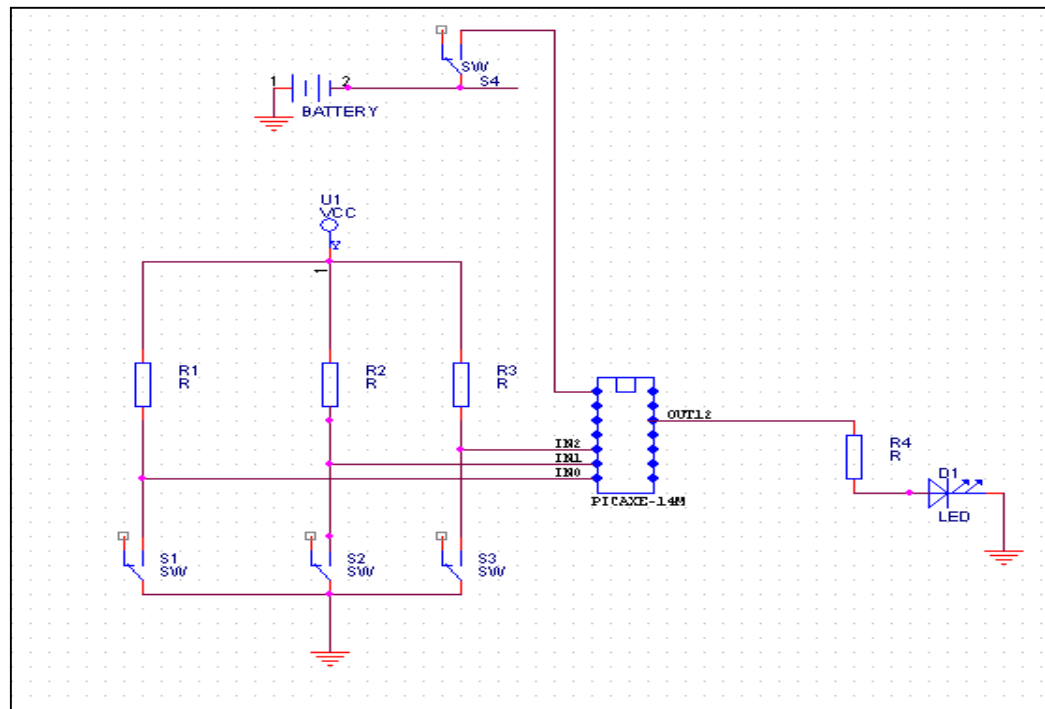 SW
S4
1
2
BATTERY
U1
VCC
Y
1
R1
R
R2
R
R3
R
OUT12
IN2
IN1
IN0
PICAXE-14M
R4
R
D1
LED
S1
SW
S2
SW
S3
SW